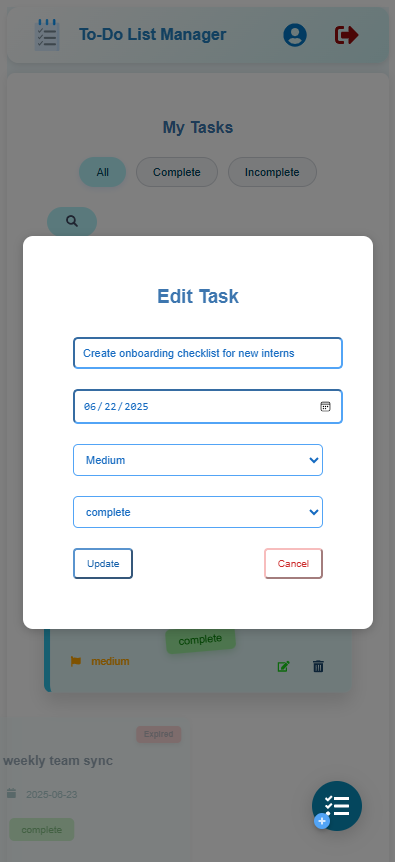 To-Do List Manager
My Tasks
All
Complete
Incomplete
Edit Task
Create onboarding checklist for new interns
06/22/2025
Medium
complete
Update
Cancel
complete
medium
Expired
weekly team sync
2025-08-23
complete